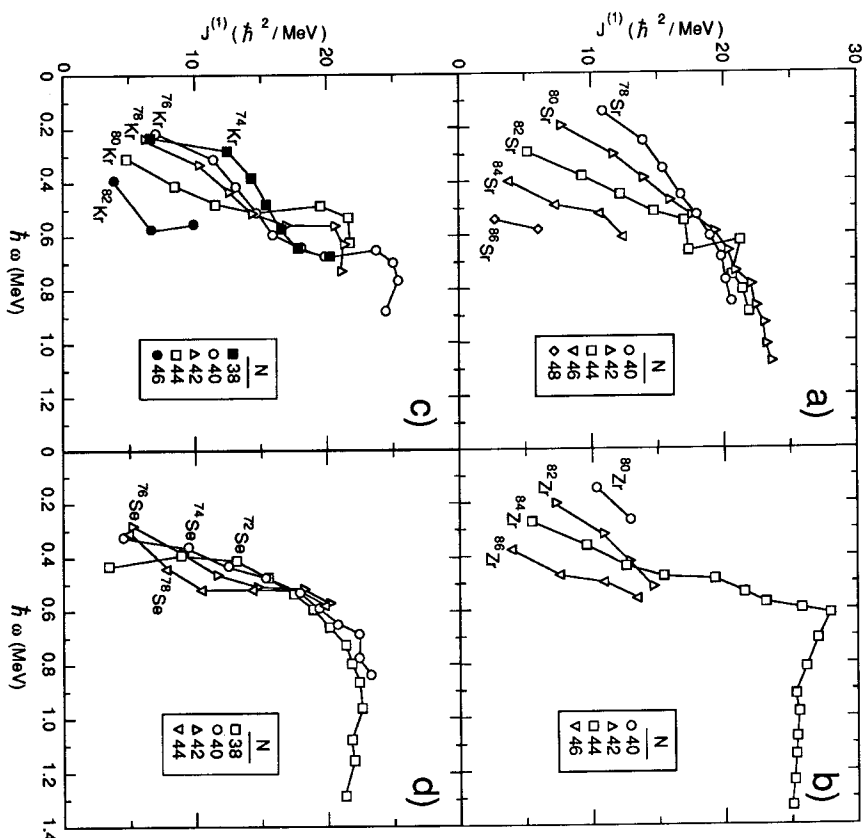 a)
J(1) (ħ²/MeV)
0
10
20
30
78Sr
80Sr
82Sr
84Sr
86Sr
N
40
42
44
46
48
b)
80Zr
82Zr
84Zr
86Zr
N
40
42
44
46
c)
J(1) (ħ²/MeV)
0
10
20
74Kr
76Kr
78Kr
80Kr
82Kr
N
38
40
42
44
46
0
0.2
0.4
0.6
0.8
1.0
1.2
ħω (MeV)
d)
72Se
74Se
76Se
78Se
N
38
40
42
44
0
0.2
0.4
0.6
0.8
1.0
1.2
1.4
ħω (MeV)